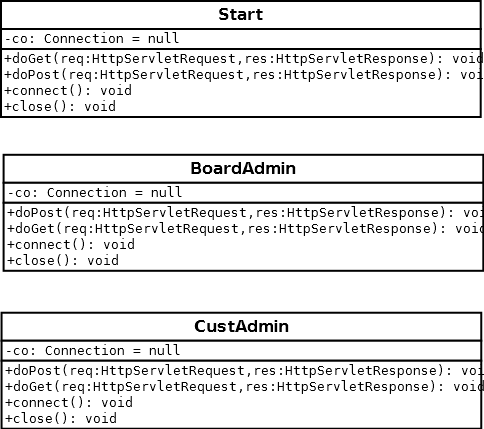 Start
-co: Connection = null
+doGet(req:HttpServletRequest,res:HttpServletResponse): void
+doPost(req:HttpServletRequest,res:HttpServletResponse): voi
+connect(): void
+close(): void
BoardAdmin
-co: Connection = null
+doPost(req:HttpServletRequest,res:HttpServletResponse): voi
+doGet(req:HttpServletRequest,res:HttpServletResponse): void
+connect(): void
+close(): void
CustAdmin
-co: Connection = null
+doPost(req:HttpServletRequest,res:HttpServletResponse): voi
+doGet(req:HttpServletRequest,res:HttpServletResponse): void
+connect(): void
+close(): void